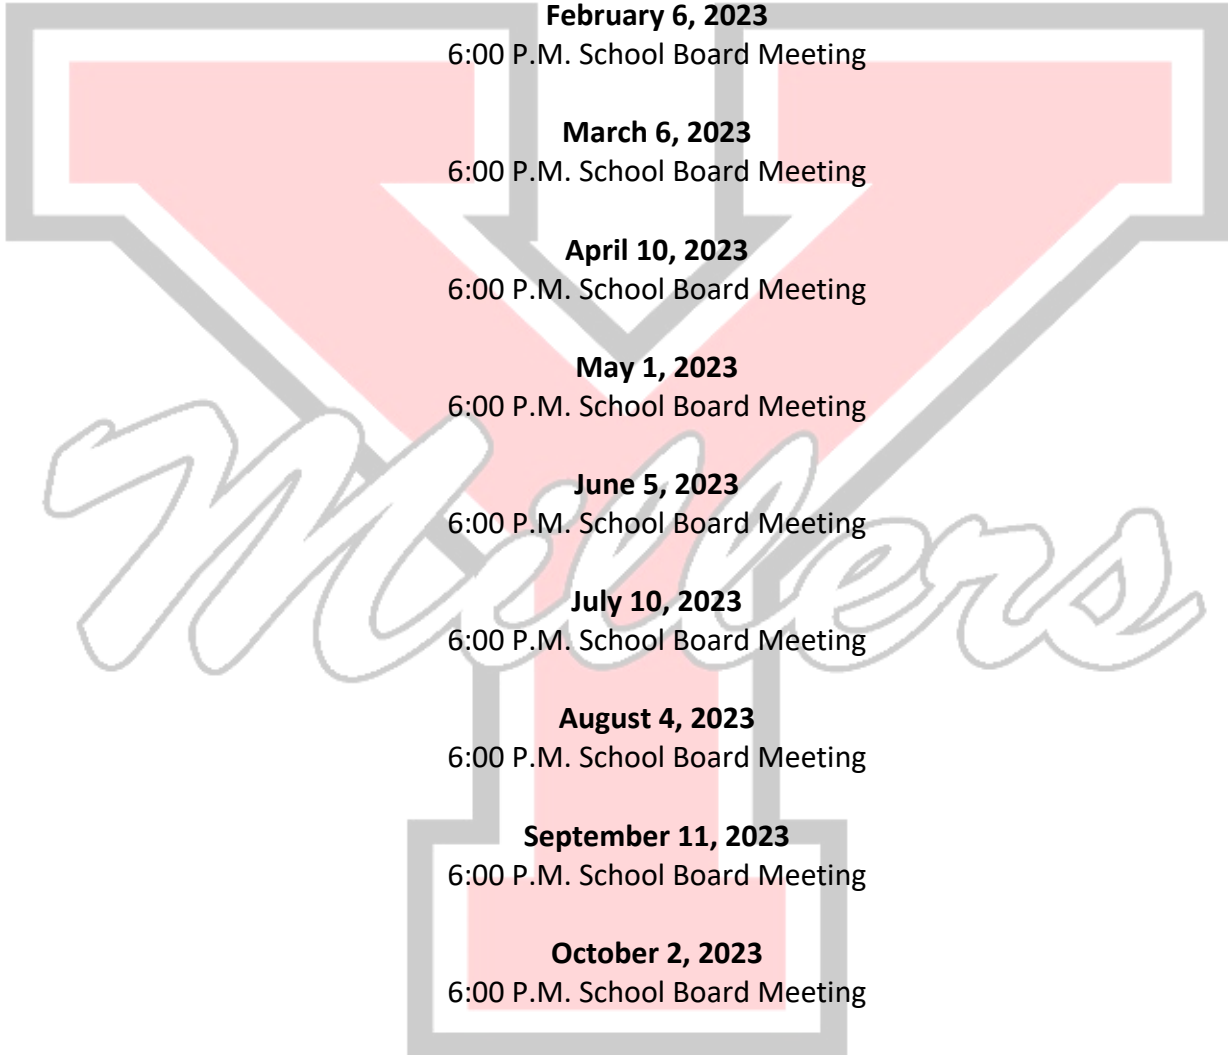 February 6, 2023
6:00 P.M. School Board Meeting
March 6, 2023
6:00 P.M. School Board Meeting
April 10, 2023
6:00 P.M. School Board Meeting
May 1, 2023
6:00 P.M. School Board Meeting
June 5, 2023
6:00 P.M. School Board Meeting
Millers
July 10, 2023
6:00 P.M. School Board Meeting
August 4, 2023
6:00 P.M. School Board Meeting
September 11, 2023
6:00 P.M. School Board Meeting
October 2, 2023
6:00 P.M. School Board Meeting
Y